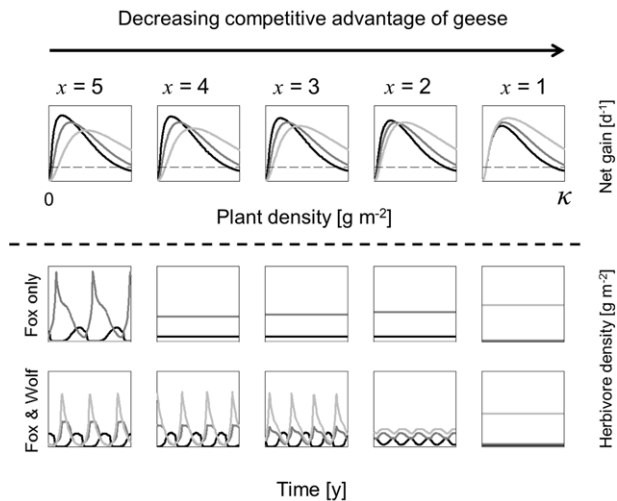 Decreasing competitive advantage of geese
x = 5 x = 4 x = 3 x = 2 x = 1
Net gain [d⁻¹]
0 κ
Plant density [g m⁻²]
Fox only
Fox & Wolf
Herbivore density [g m⁻²]
Time [y]